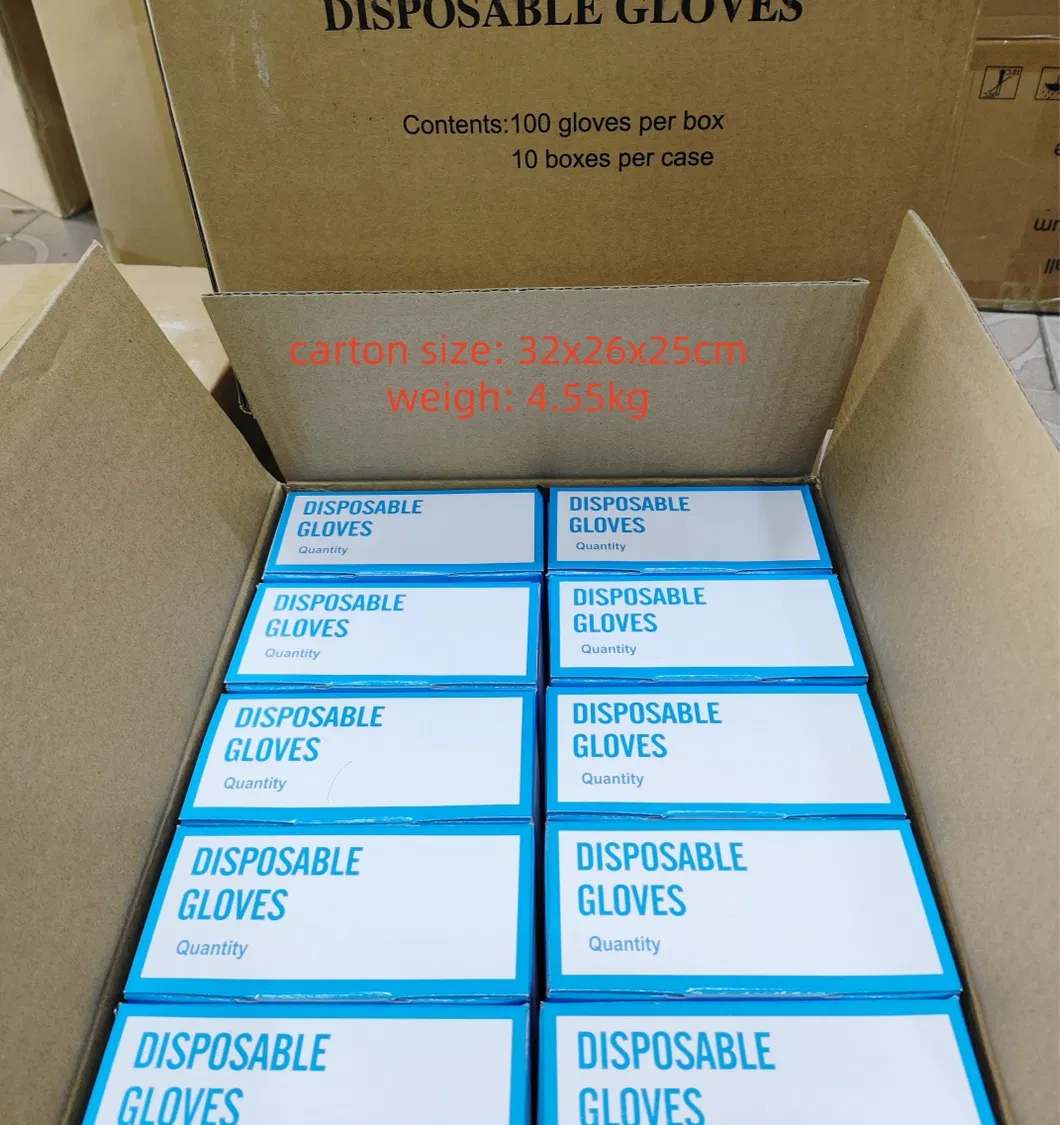 DISPOSABLE GLOVES
Contents:100 gloves per box
10 boxes per case
carton size: 32x26x25cm
weigh: 4.55kg
DISPOSABLE
GLOVES
Quantity
DISPOSABLE
GLOVES
Quantity
DISPOSABLE
GLOVES
Quantity
DISPOSABLE
GLOVES
Quantity
DISPOSABLE
GLOVES
Quantity
DISPOSABLE
GLOVES
Quantity
DISPOSABLE
GLOVES
Quantity
DISPOSABLE
GLOVES
Quantity
DISPOSABLE
GLOVES
DISPOSABLE
GLOVES